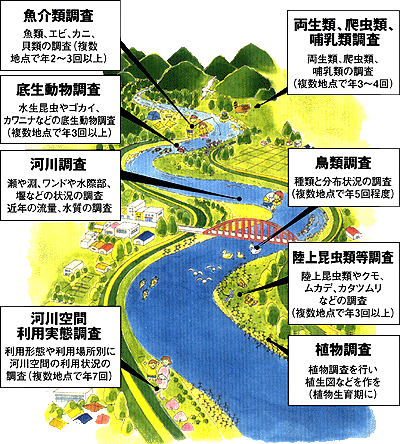 魚介類調査
魚類、エビ、カニ、
貝類の調査（複数
地点で年2〜3回以上）
底生動物調査
水生昆虫やゴカイ、
カワニナなどの底生動物調査
（複数地点で年3回以上）
河川調査
瀬や淵、ワンドや水際部、
堰などの状況の調査
近年の流量、水質の調査
河川空間
利用実態調査
利用形態や利用場所別に
河川空間の利用状況の
調査（複数地点で年7回）
両生類、爬虫類、
哺乳類調査
両生類、爬虫類、
哺乳類の調査
（複数地点で年3〜4回）
鳥類調査
種類と分布状況の調査
（複数地点で年5回程度）
陸上昆虫類等調査
陸上昆虫類やクモ、
ムカデ、カタツムリ
などの調査
（複数地点で年3回以上）
植物調査
植物調査を行い
植生図などを作を
（植物生育期に）